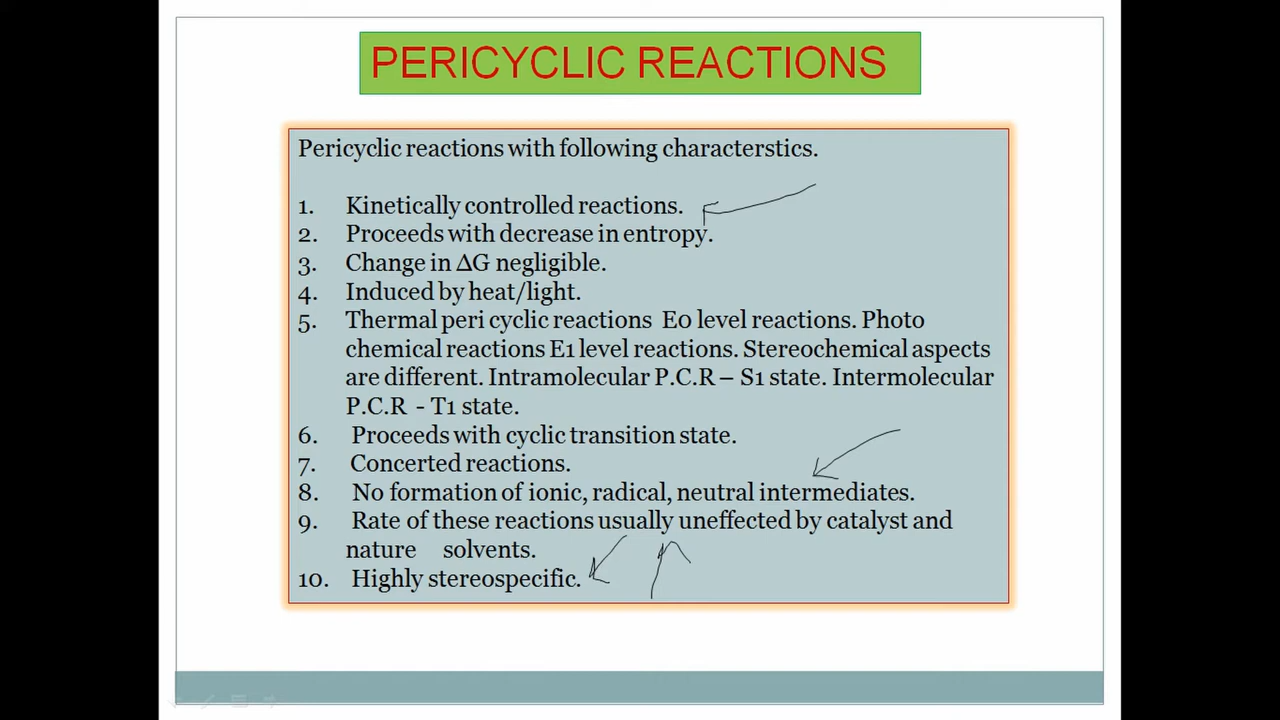 PERICYCLIC REACTIONS
Pericyclic reactions with following characterstics.
1. Kinetically controlled reactions.
2. Proceeds with decrease in entropy.
3. Change in ΔG negligible.
4. Induced by heat/light.
5. Thermal peri cyclic reactions E0 level reactions. Photo
chemical reactions E1 level reactions. Stereochemical aspects
are different. Intramolecular P.C.R – S1 state. Intermolecular
P.C.R - T1 state.
6. Proceeds with cyclic transition state.
7. Concerted reactions.
8. No formation of ionic, radical, neutral intermediates.
9. Rate of these reactions usually uneffected by catalyst and
nature solvents.
10. Highly stereospecific.